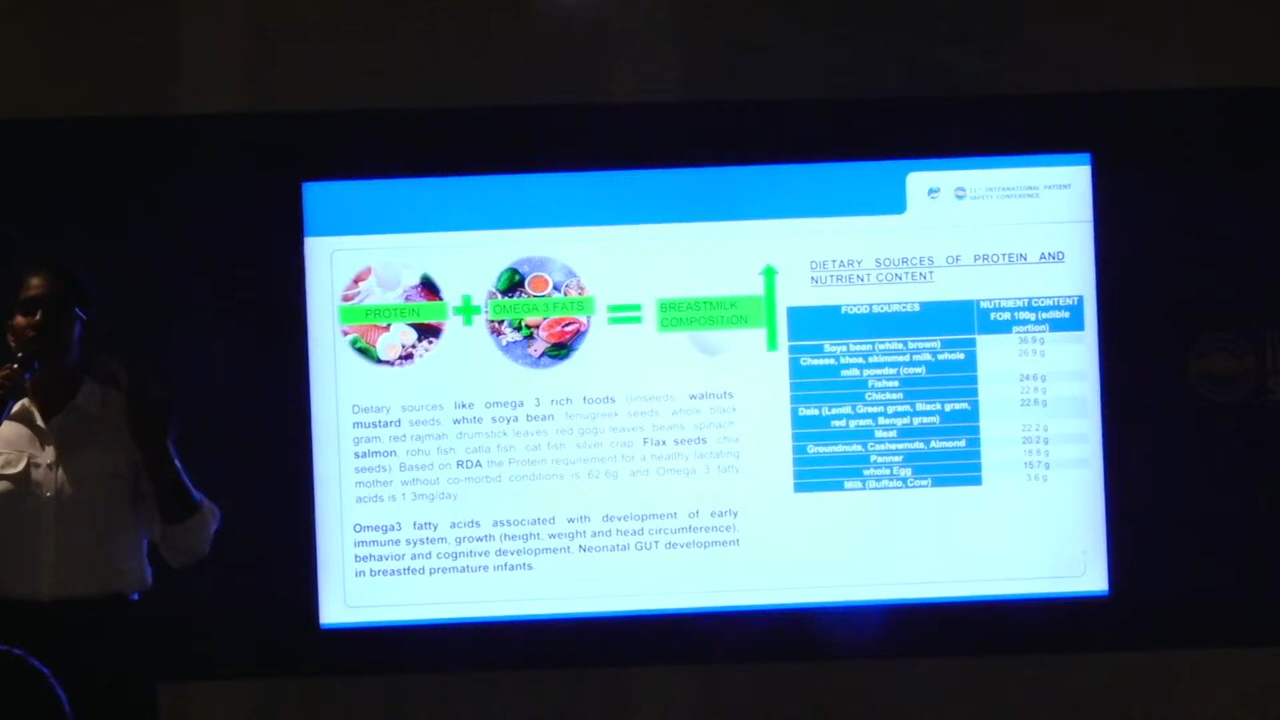 11TH INTERNATIONAL PATIENT
SAFETY CONFERENCE
PROTEIN
+
OMEGA 3 FATS
=
BREASTMILK
COMPOSITION
Dietary sources like omega 3 rich foods (linseeds, walnuts,
mustard seeds, white soya bean, fenugreek seeds, whole black
gram, red rajmah, drumstick leaves, red gogu leaves, beans, spinach,
salmon, rohu fish, catla fish, cat fish, silver crap, Flax seeds, chia
seeds). Based on RDA the Protein requirement for a healthy lactating
mother without co-morbid conditions is 62.6g and Omega 3 fatty
acids is 1.3mg/day.
Omega3 fatty acids associated with development of early
immune system, growth (height, weight and head circumference),
behavior and cognitive development, Neonatal GUT development
in breastfed premature infants.
DIETARY SOURCES OF PROTEIN AND
NUTRIENT CONTENT
FOOD SOURCES
NUTRIENT CONTENT
FOR 100g (edible
portion)
Soya bean (white, brown) 36.9 g
Cheese, khoa, skimmed milk, whole 26.9 g
milk powder (cow)
Fishes 24.6 g
Chicken 22.8 g
Dals (Lentil, Green gram, Black gram, 22.6 g
red gram, Bengal gram)
Meat 22.2 g
Groundnuts, Cashewnuts, Almond 20.2 g
Panner 18.8 g
whole Egg 15.7 g
Milk (Buffalo, Cow) 3.6 g